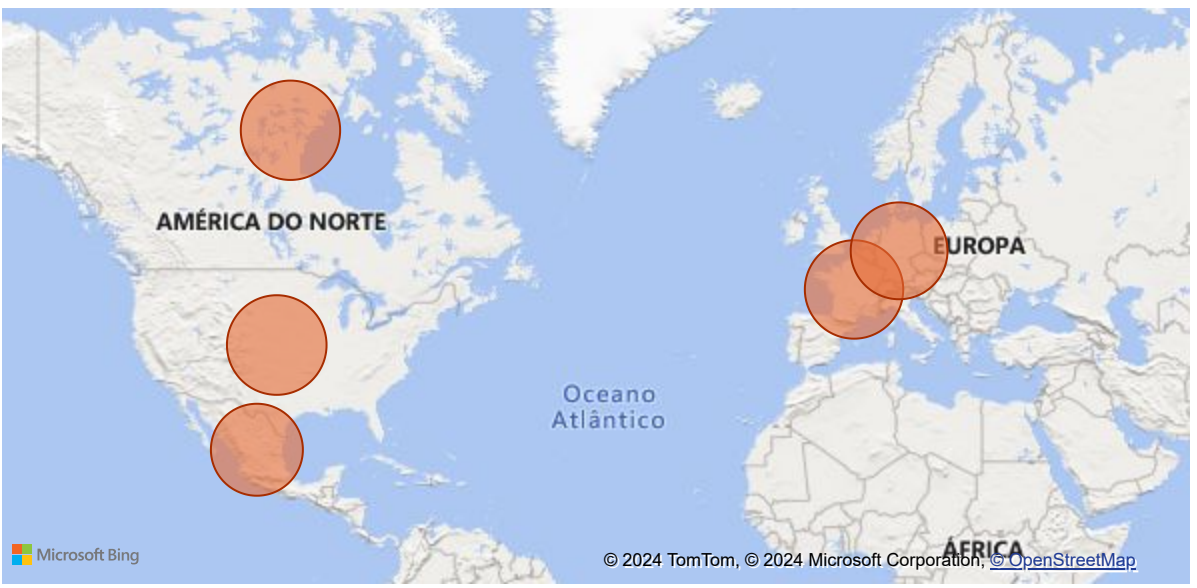 AMÉRICA DO NORTE
EUROPA
Oceano
Atlântico
ÁFRICA
Microsoft Bing
© 2024 TomTom, © 2024 Microsoft Corporation, © OpenStreetMap